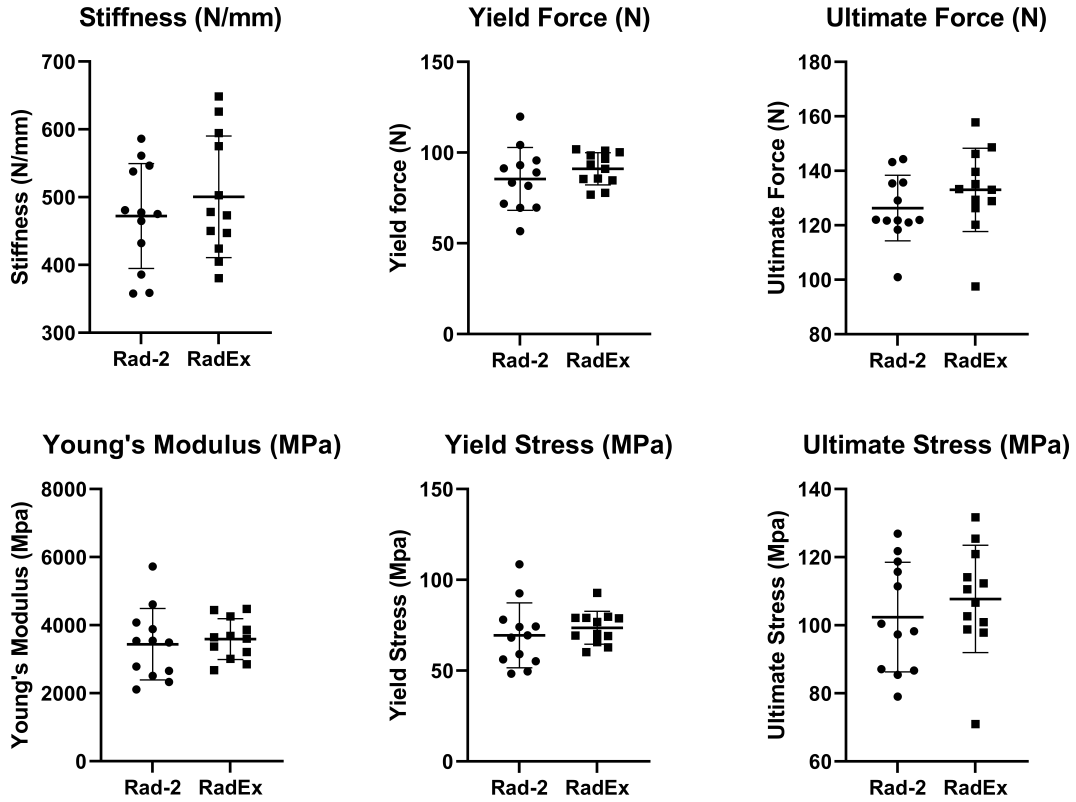 Stiffness (N/mm)
Yield Force (N)
Ultimate Force (N)
Stiffness (N/mm)
700
600
500
400
300
Rad-2 RadEx
Yield force (N)
150
100
50
0
Rad-2 RadEx
Ultimate Force (N)
180
160
140
120
100
80
Rad-2 RadEx
Young's Modulus (MPa)
Yield Stress (MPa)
Ultimate Stress (MPa)
Young's Modulus (Mpa)
8000
6000
4000
2000
0
Rad-2 RadEx
Yield Stress (Mpa)
150
100
50
0
Rad-2 RadEx
Ultimate Stress (Mpa)
140
120
100
80
60
Rad-2 RadEx